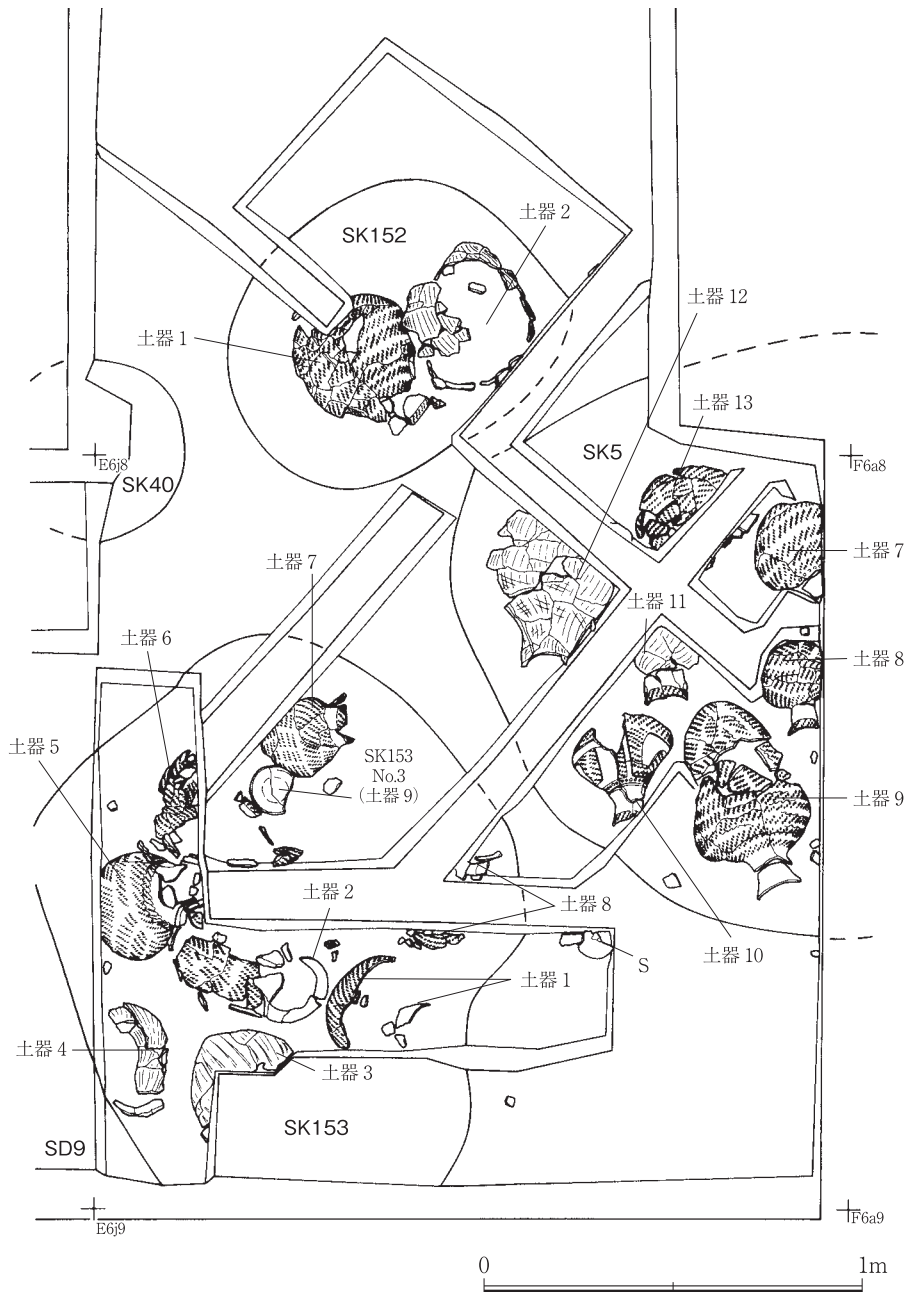 SK152
土器 2
土器 12
土器 1
土器 13
E6j8
SK5
F6a8
SK40
土器 7
土器 7
土器 11
土器 6
土器 8
土器 5
SK153
No.3
(土器 9)
土器 9
土器 2
土器 8
土器 10
S
土器 1
土器 4
土器 3
SK153
SD9
E6j9
F6a9
0
1m